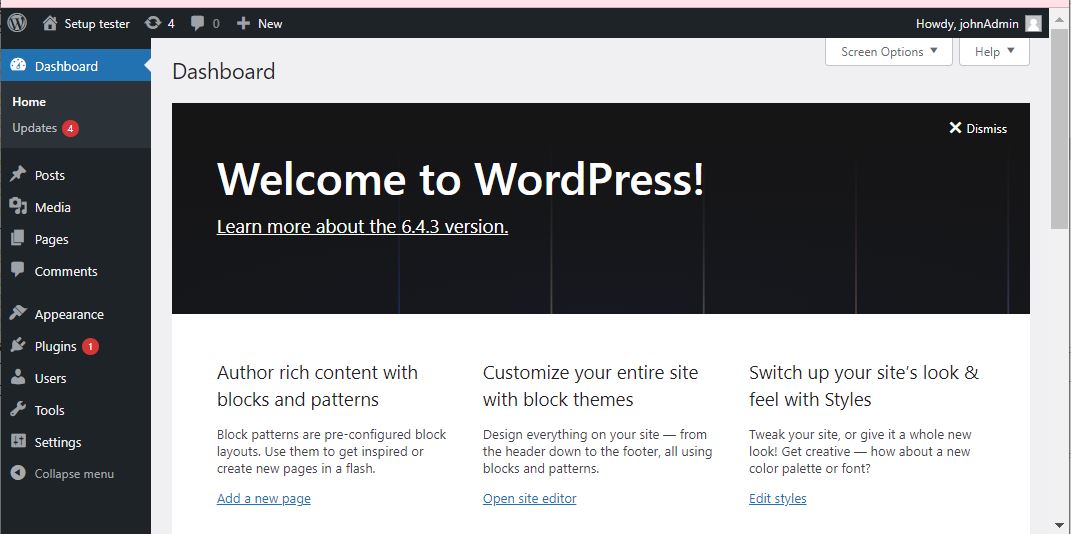 Setup tester 4 0 New Howdy, johnAdmin
Screen Options Help
Dashboard
Home
Updates 4
Posts
Media
Pages
Comments
Appearance
Plugins 1
Users
Tools
Settings
Collapse menu
Dashboard
Dismiss
Welcome to WordPress!
Learn more about the 6.4.3 version.
Author rich content with
blocks and patterns
Block patterns are pre-configured block
layouts. Use them to get inspired or
create new pages in a flash.
Add a new page
Customize your entire site
with block themes
Design everything on your site — from
the header down to the footer, all using
blocks and patterns.
Open site editor
Switch up your site’s look &
feel with Styles
Tweak your site, or give it a whole new
look! Get creative — how about a new
color palette or font?
Edit styles